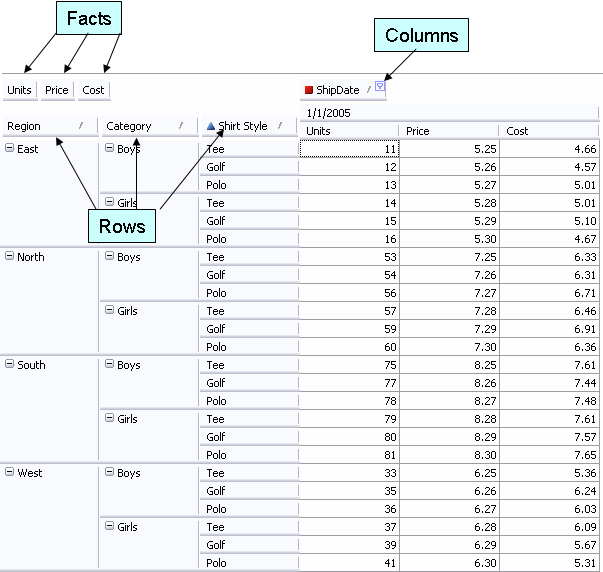 Facts
Columns
Units Price Cost ShipDate
1/1/2005
Region Category Shirt Style Units Price Cost
East Boys Tee 11 5.25 4.66
Golf 12 5.26 4.57
Polo 13 5.27 5.01
Girls Tee 14 5.28 5.01
Golf 15 5.29 5.10
Rows
Polo 16 5.30 4.67
North Boys Tee 53 7.25 6.33
Golf 54 7.26 6.31
Polo 56 7.27 6.71
Girls Tee 57 7.28 6.46
Golf 59 7.29 6.91
Polo 60 7.30 6.36
South Boys Tee 75 8.25 7.61
Golf 77 8.26 7.44
Polo 78 8.27 7.48
Girls Tee 79 8.28 7.61
Golf 80 8.29 7.57
Polo 81 8.30 7.65
West Boys Tee 33 6.25 5.36
Golf 35 6.26 6.24
Polo 36 6.27 6.03
Girls Tee 37 6.28 6.09
Golf 39 6.29 5.67
Polo 41 6.30 5.31